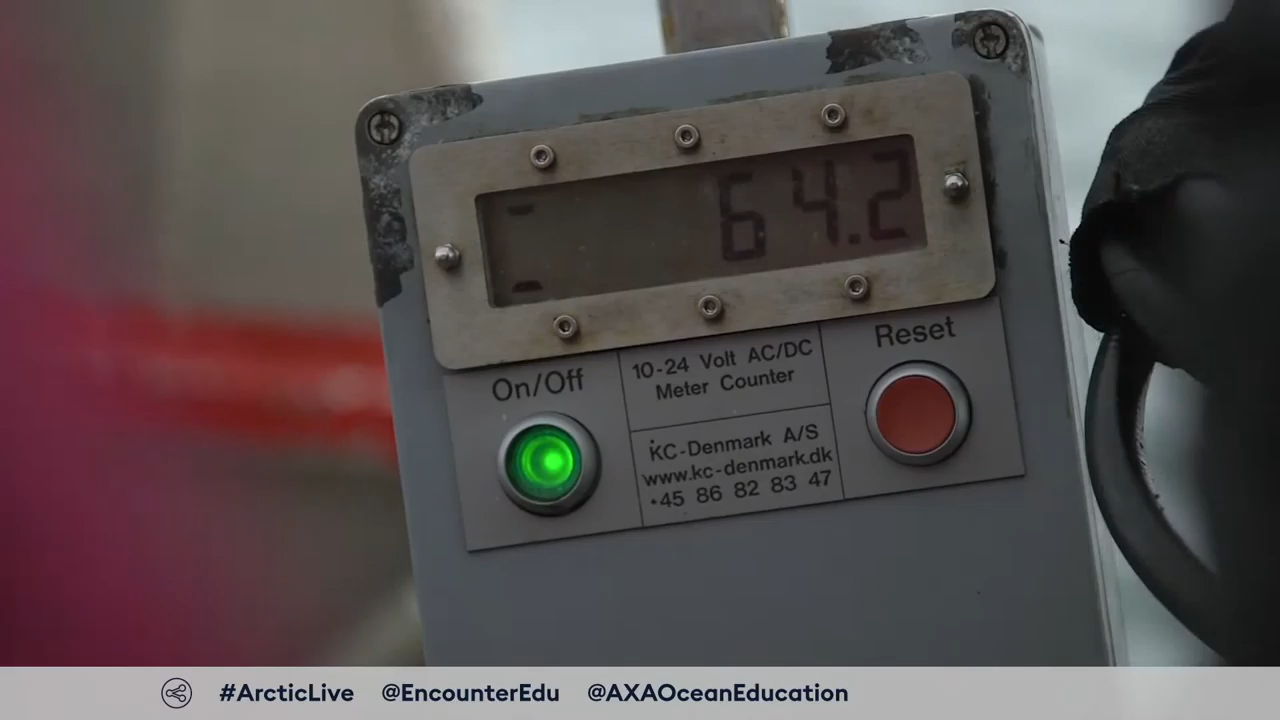 64.2
On/Off
10-24 Volt AC/DC
Meter Counter
KC-Denmark A/S
www.kc-denmark.dk
+45 86 82 83 47
Reset
#ArcticLive @EncounterEdu @AXAOceanEducation